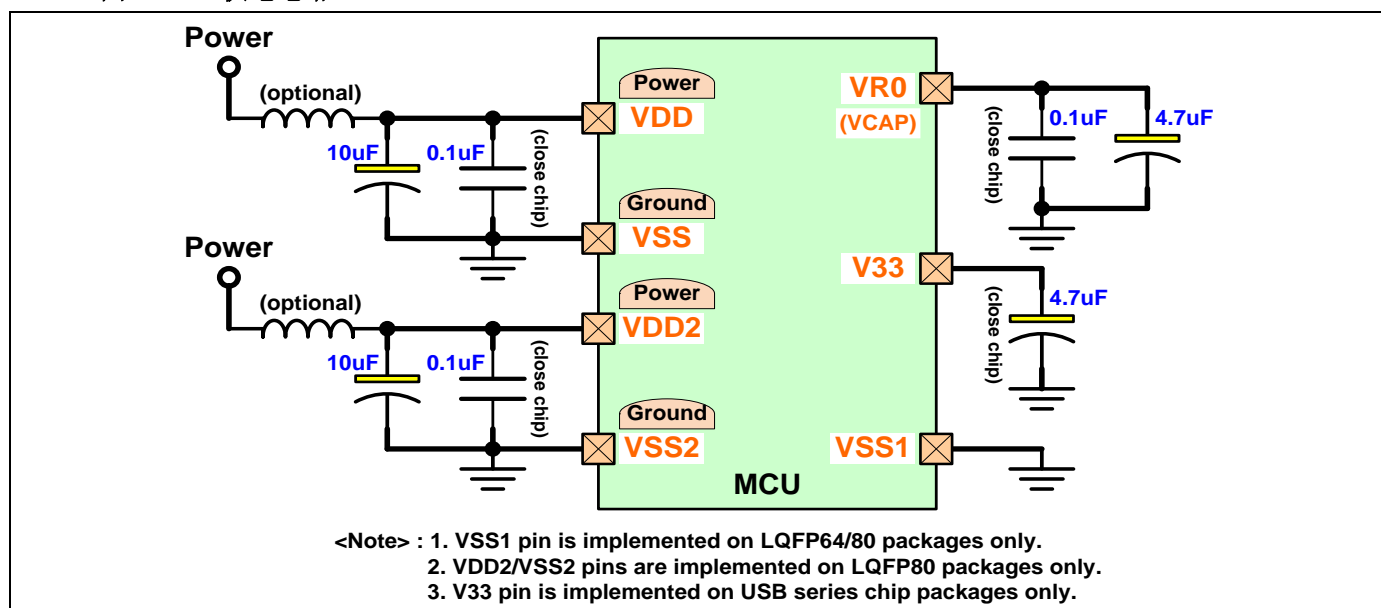 Power
(optional)
10uF
0.1uF
(close chip)
Power
VDD
Ground
VSS
Power
(optional)
10uF
0.1uF
(close chip)
Power
VDD2
Ground
VSS2
VR0
(VCAP)
0.1uF
4.7uF
(close chip)
V33
4.7uF
(close chip)
VSS1
MCU
<Note> : 1. VSS1 pin is implemented on LQFP64/80 packages only.
2. VDD2/VSS2 pins are implemented on LQFP80 packages only.
3. V33 pin is implemented on USB series chip packages only.